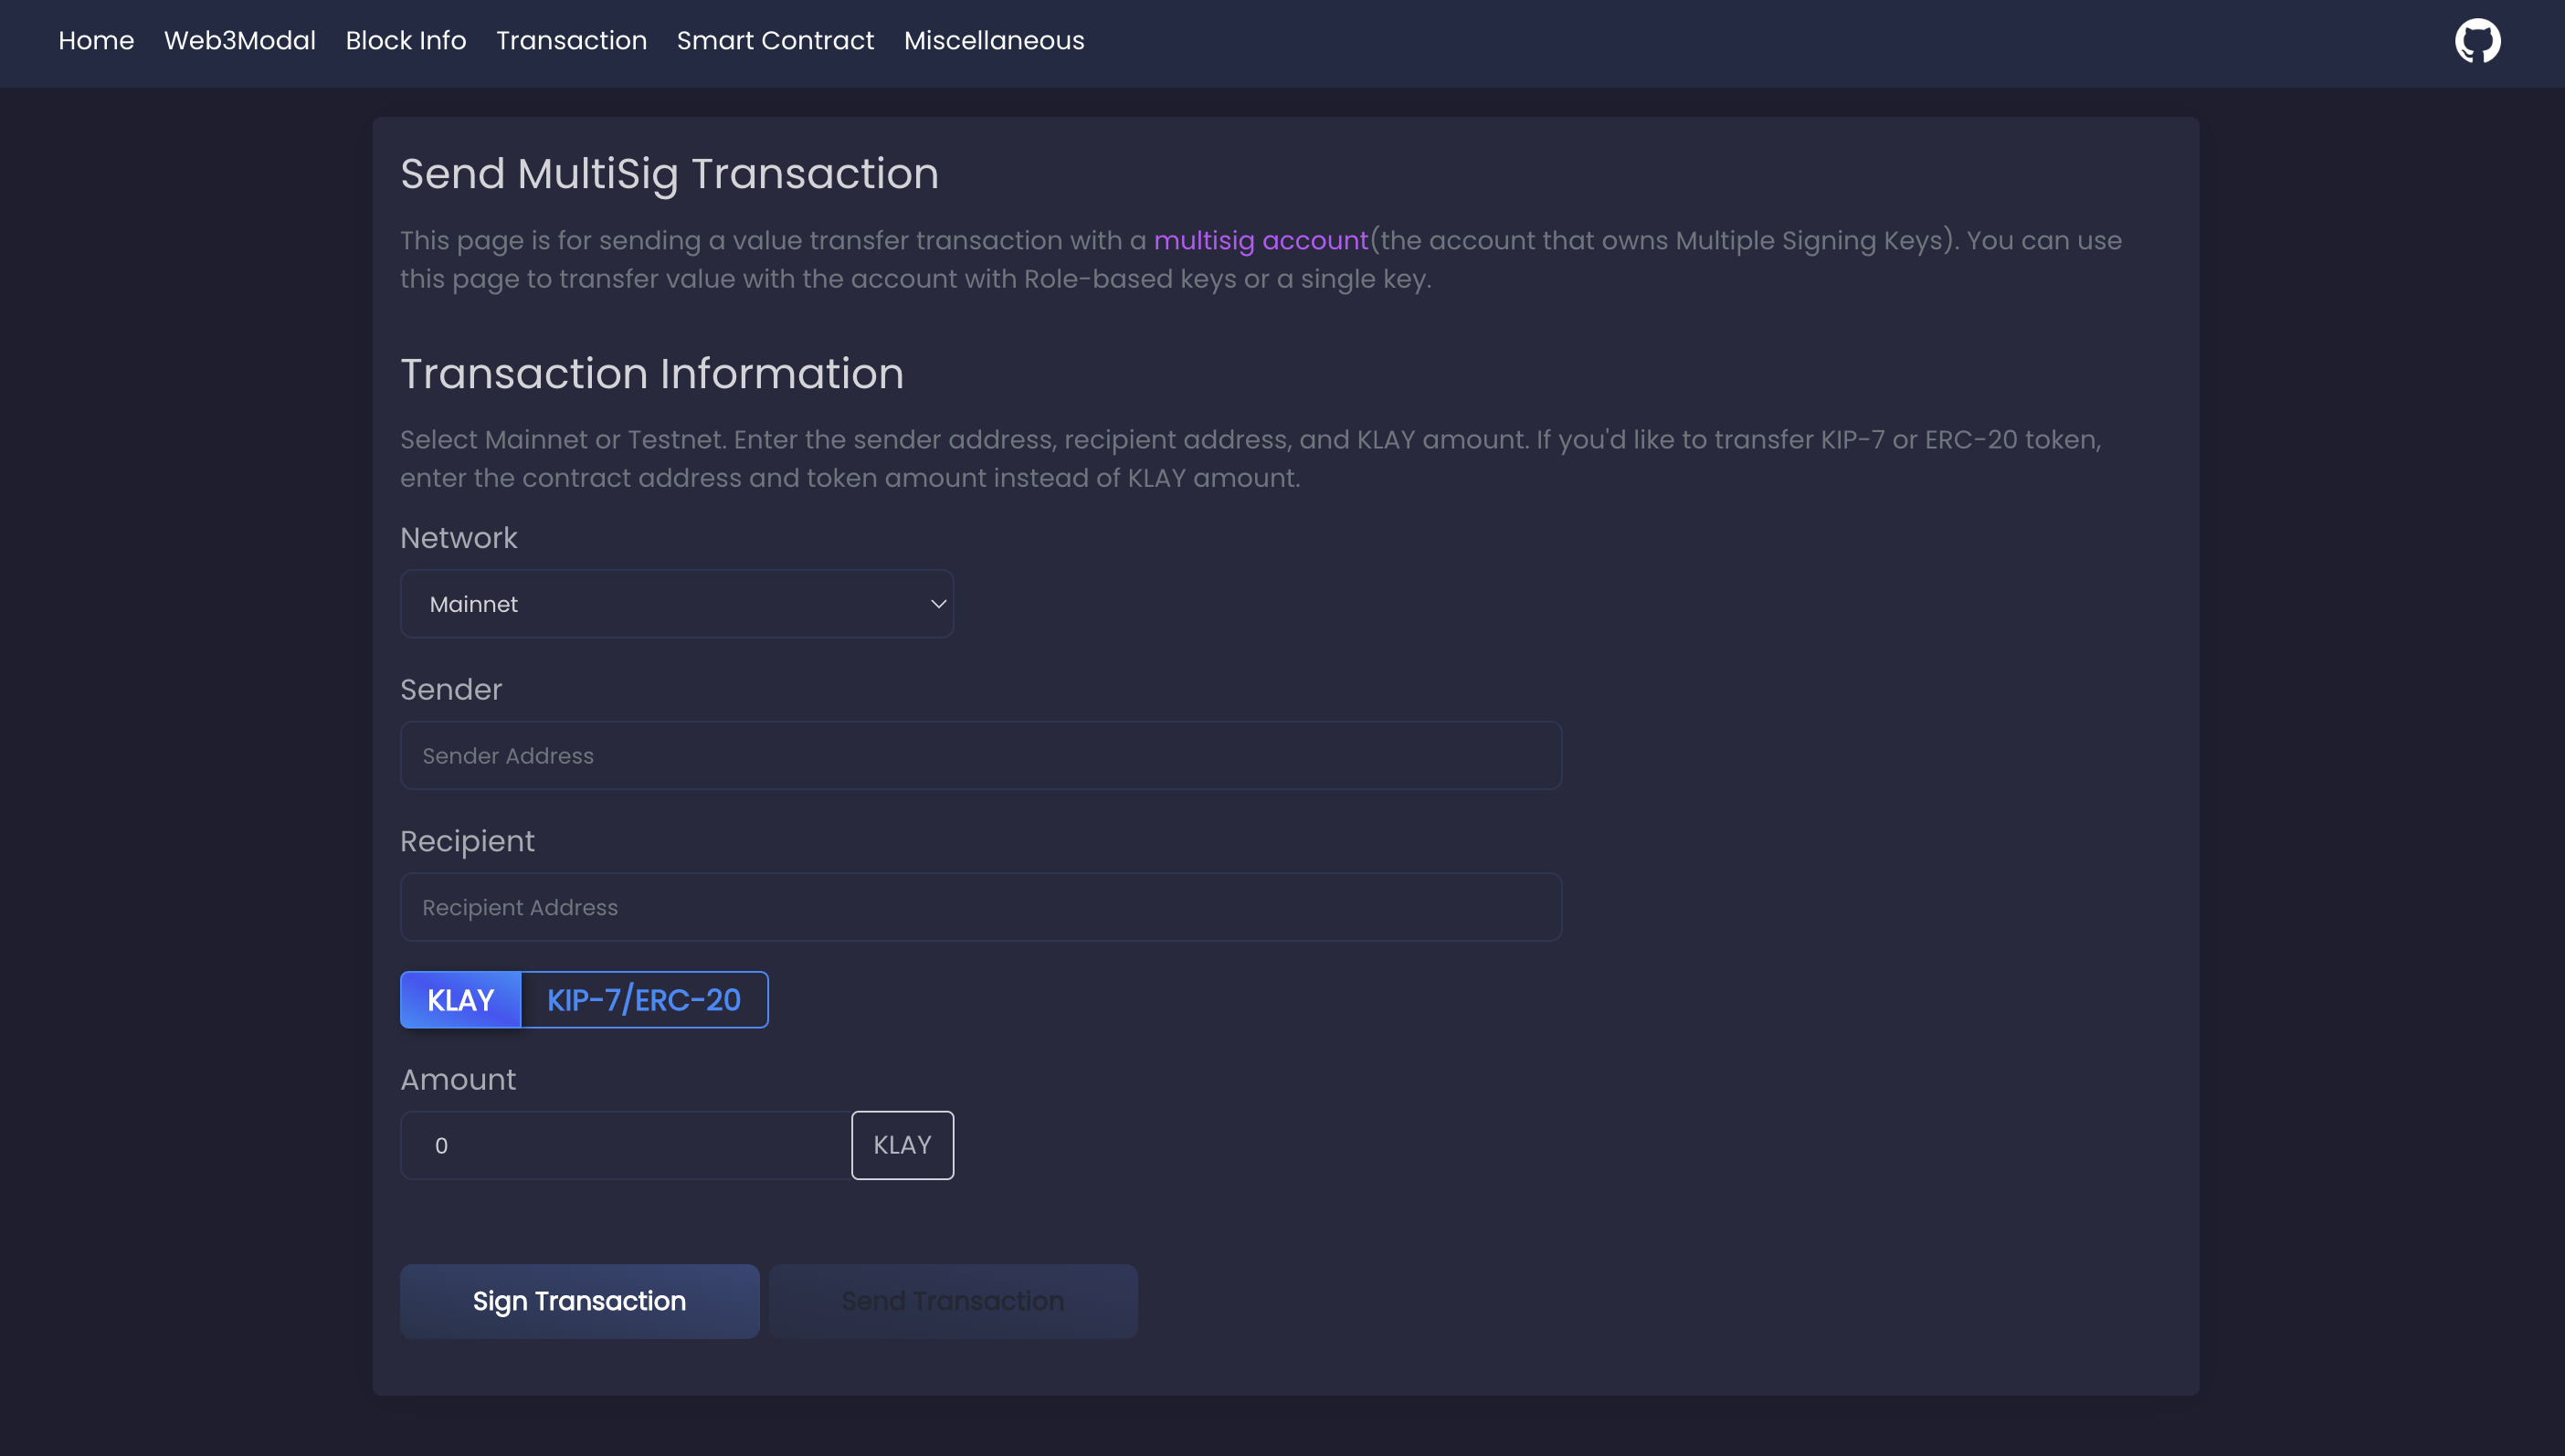 Home Web3Modal Block Info Transaction Smart Contract Miscellaneous
Send MultiSig Transaction
This page is for sending a value transfer transaction with a multisig account(the account that owns Multiple Signing Keys). You can use
this page to transfer value with the account with Role-based keys or a single key.
Transaction Information
Select Mainnet or Testnet. Enter the sender address, recipient address, and KLAY amount. If you'd like to transfer KIP-7 or ERC-20 token,
enter the contract address and token amount instead of KLAY amount.
Network
Mainnet
Sender
Sender Address
Recipient
Recipient Address
KLAY KIP-7/ERC-20
Amount
0 KLAY
Sign Transaction Send Transaction